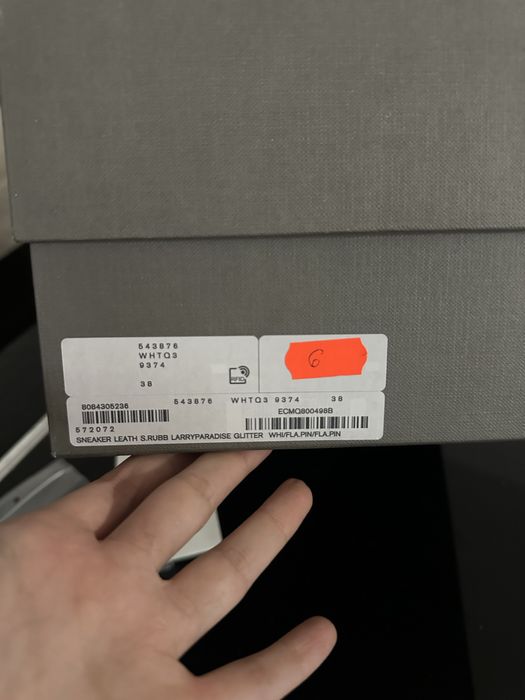 543876
WHTQ3
9374
38
RFID
6
8084305236
543876 WHTQ3 9374 38
ECMQ800498B
572072
SNEAKER LEATH S.RUBB LARRYPARADISE GLITTER WHI/FLA.PIN/FLA.PIN